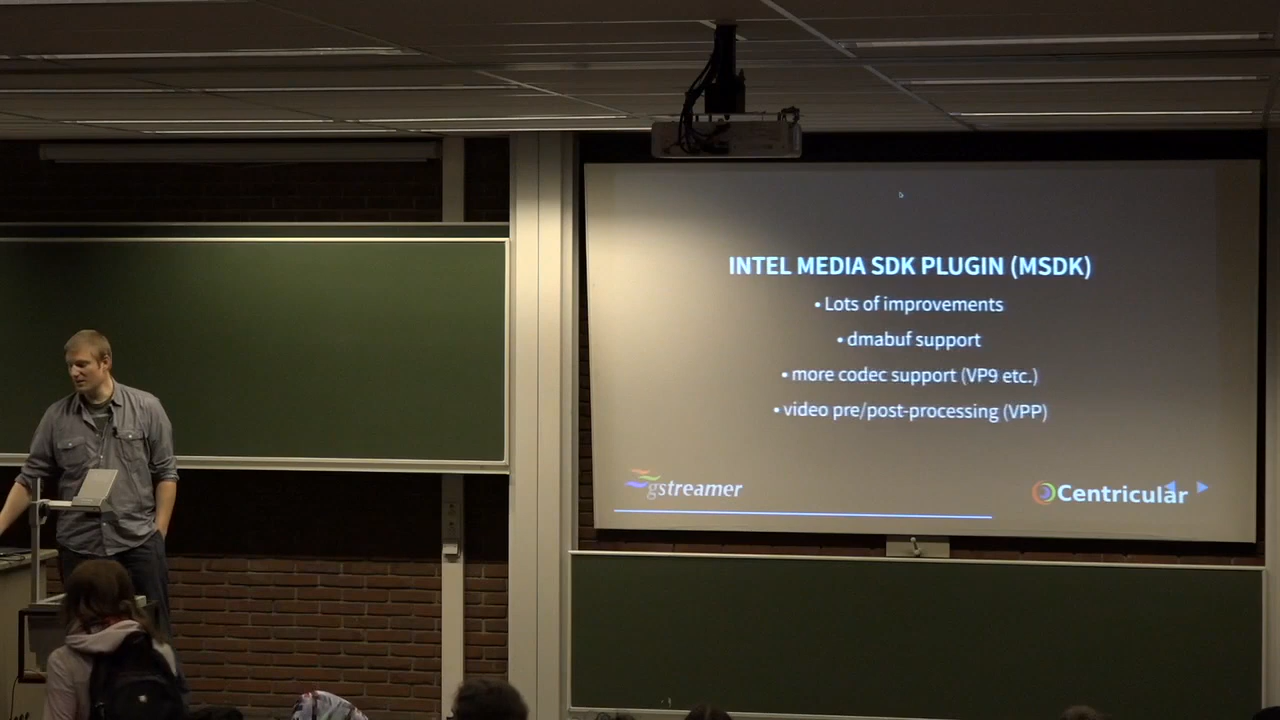 INTEL MEDIA SDK PLUGIN (MSDK)
• Lots of improvements
• dmabuf support
• more codec support (VP9 etc.)
• video pre/post-processing (VPP)
gstreamer
Centricular